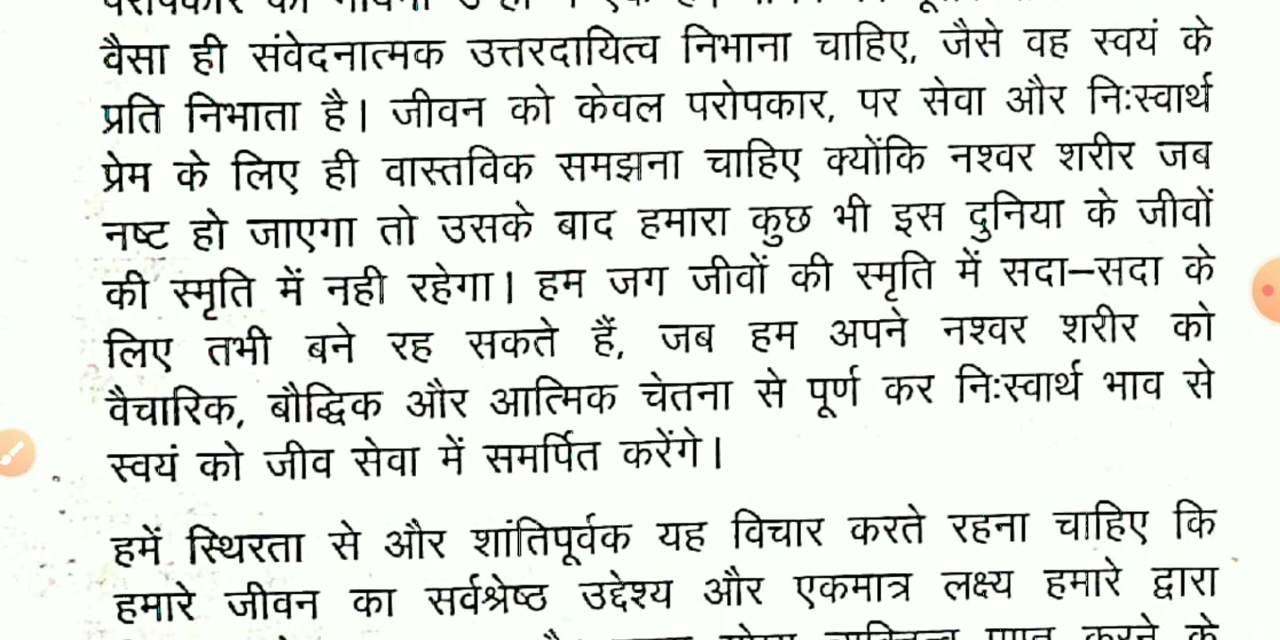 वैसा ही संवेदनात्मक उत्तरदायित्व निभाना चाहिए, जैसे वह स्वयं के
प्रति निभाता है। जीवन को केवल परोपकार, पर सेवा और निःस्वार्थ
प्रेम के लिए ही वास्तविक समझना चाहिए क्योंकि नश्वर शरीर जब
नष्ट हो जाएगा तो उसके बाद हमारा कुछ भी इस दुनिया के जीवों
की स्मृति में नही रहेगा। हम जग जीवों की स्मृति में सदा–सदा के
लिए तभी बने रह सकते हैं, जब हम अपने नश्वर शरीर को
वैचारिक, बौद्धिक और आत्मिक चेतना से पूर्ण कर निःस्वार्थ भाव से
स्वयं को जीव सेवा में समर्पित करेंगे।
हमें स्थिरता से और शांतिपूर्वक यह विचार करते रहना चाहिए कि
हमारे जीवन का सर्वश्रेष्ठ उद्देश्य और एकमात्र लक्ष्य हमारे द्वारा